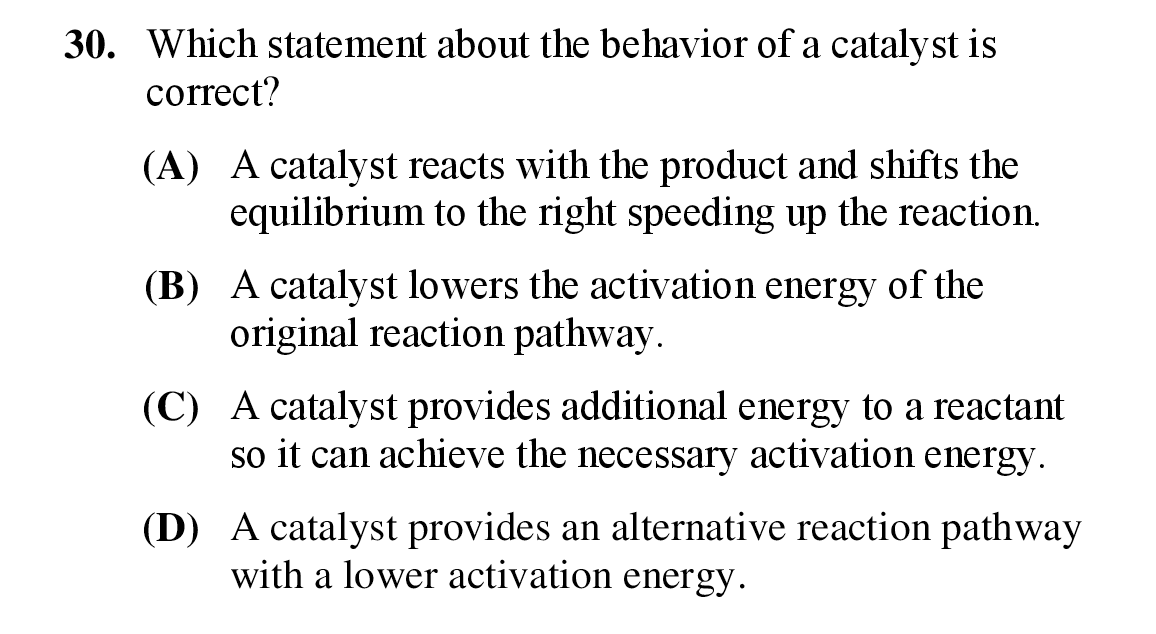 30. Which statement about the behavior of a catalyst is
correct?
(A) A catalyst reacts with the product and shifts the
equilibrium to the right speeding up the reaction.
(B) A catalyst lowers the activation energy of the
original reaction pathway.
(C) A catalyst provides additional energy to a reactant
so it can achieve the necessary activation energy.
(D) A catalyst provides an alternative reaction pathway
with a lower activation energy.